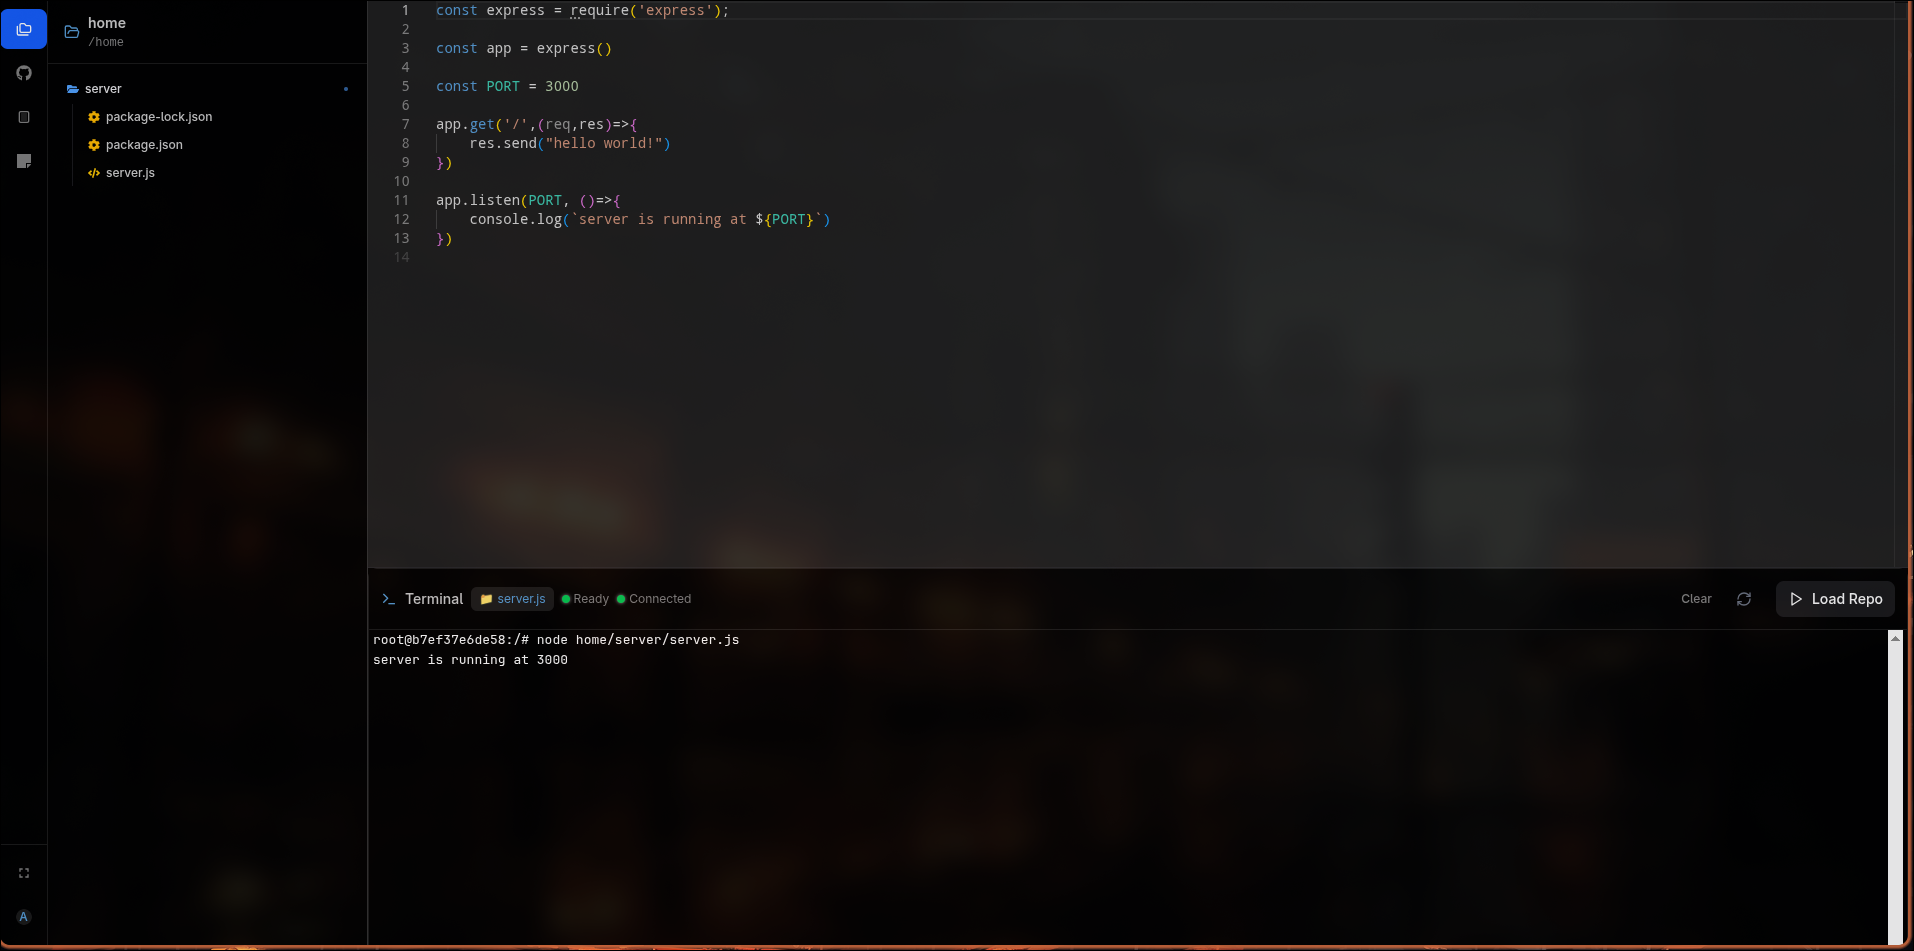 home
/home
server
package-lock.json
package.json
server.js
A
1 const express = require('express');
2
3 const app = express()
4
5 const PORT = 3000
6
7 app.get('/',(req,res)=>{
8     res.send("hello world!")
9 })
10
11 app.listen(PORT, ()=>{
12     console.log(`server is running at ${PORT}`)
13 })
14
Terminal server.js Ready Connected Clear Load Repo
root@b7ef37e6de58:/# node home/server/server.js
server is running at 3000